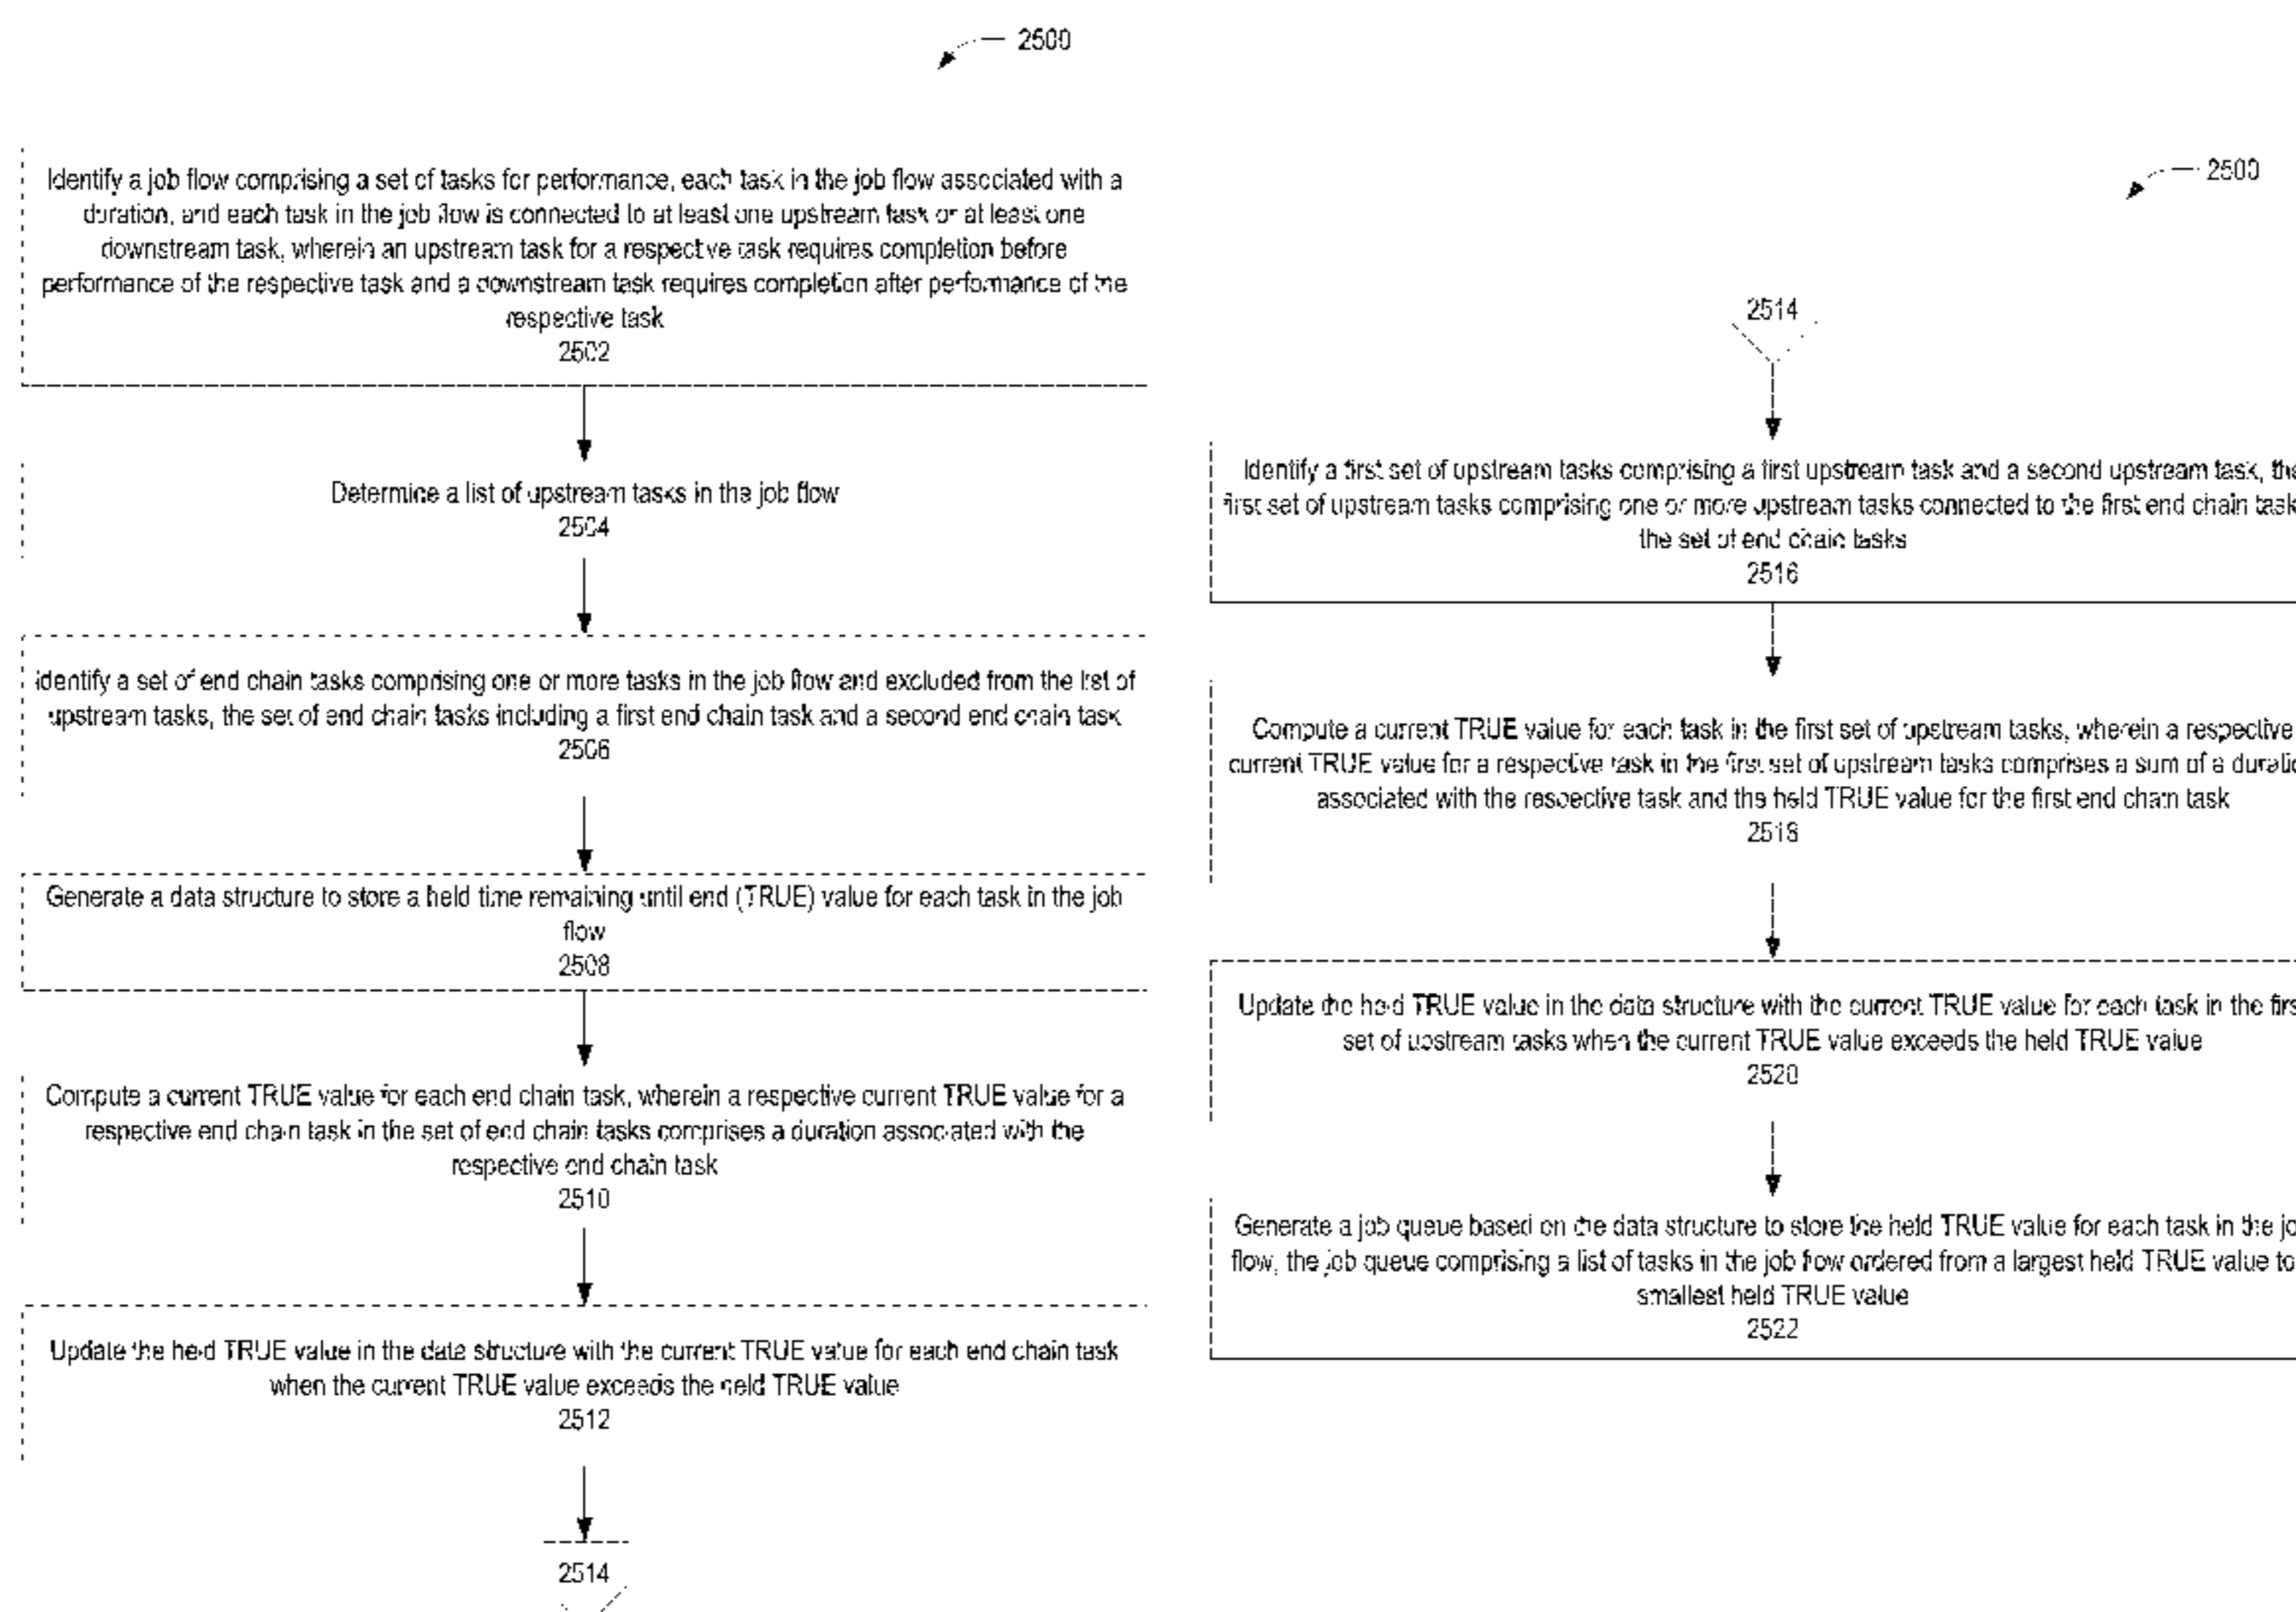 2500
Identify a job flow comprising a set of tasks for performance, each task in the job flow associated with a
duration, and each task in the job flow is connected to at least one upstream task or at least one
downstream task, wherein an upstream task for a respective task requires completion before
performance of the respective task and a downstream task requires completion after performance of the
respective task
2502
Determine a list of upstream tasks in the job flow
2504
Identify a set of end chain tasks comprising one or more tasks in the job flow and excluded from the list of
upstream tasks, the set of end chain tasks including a first end chain task and a second end chain task
2506
Generate a data structure to store a held time remaining until end (TRUE) value for each task in the job
flow
2508
Compute a current TRUE value for each end chain task, wherein a respective current TRUE value for a
respective end chain task in the set of end chain tasks comprises a duration associated with the
respective end chain task
2510
Update the held TRUE value in the data structure with the current TRUE value for each end chain task
when the current TRUE value exceeds the held TRUE value
2512
2514
2500
2514
Identify a first set of upstream tasks comprising a first upstream task and a second upstream task, the
first set of upstream tasks comprising one or more upstream tasks connected to the first end chain task
the set of end chain tasks
2516
Compute a current TRUE value for each task in the first set of upstream tasks, wherein a respective
current TRUE value for a respective task in the first set of upstream tasks comprises a sum of a
associated with the respective task and the held TRUE value for the first end chain task
2518
Update the held TRUE value in the data structure with the current TRUE value for each task in the
set of upstream tasks when the current TRUE value exceeds the held TRUE value
2520
Generate a job queue based on the data structure to store the held TRUE value for each task in the
flow, the job queue comprising a list of tasks in the job flow ordered from a largest held TRUE value to
smallest held TRUE value
2522